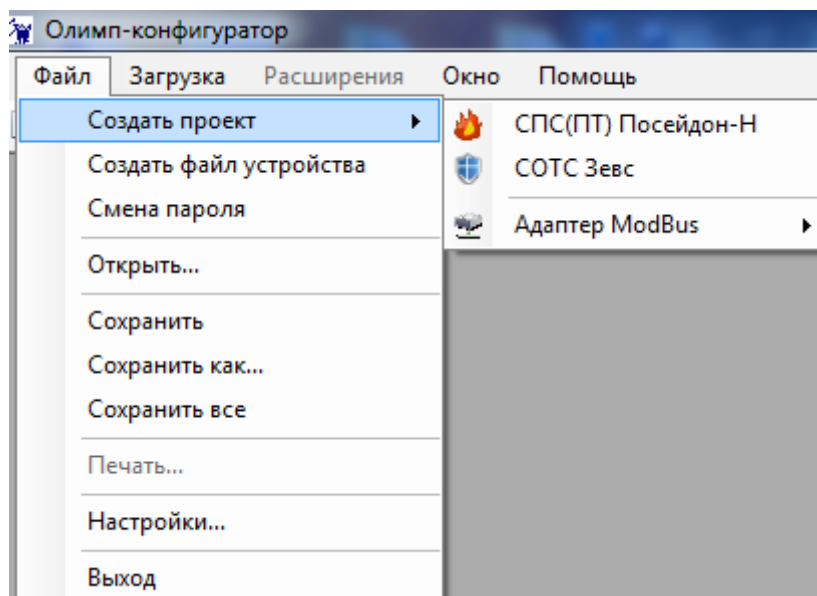 Олимп-конфигуратор
Файл Загрузка Расширения Окно Помощь
Создать проект
СПС(ПТ) Посейдон-Н
Создать файл устройства
СОТС Зевс
Смена пароля
Адаптер ModBus
Открыть...
Сохранить
Сохранить как...
Сохранить все
Печать...
Настройки...
Выход